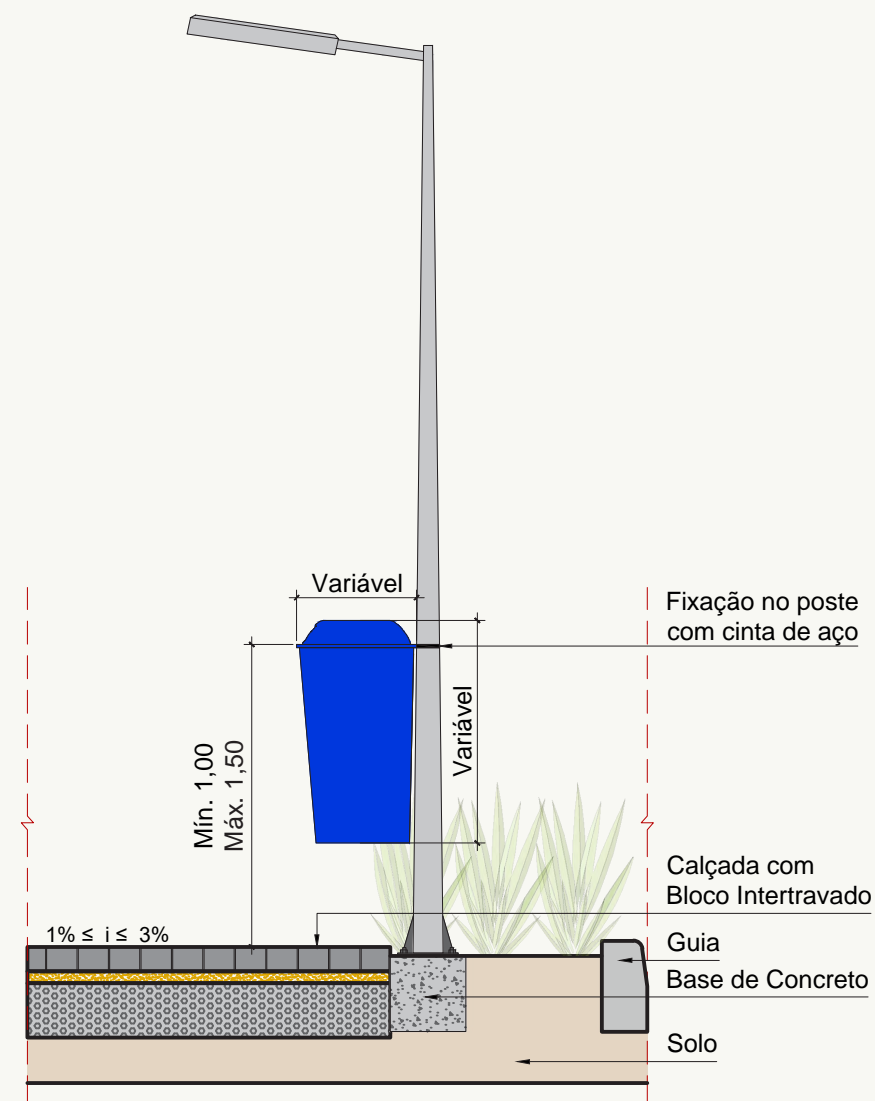 Variável
Fixação no poste
com cinta de aço
Variável
Mín. 1,00
Máx. 1,50
Calçada com
Bloco Intertravado
1% ≤ i ≤ 3%
Guia
Base de Concreto
Solo